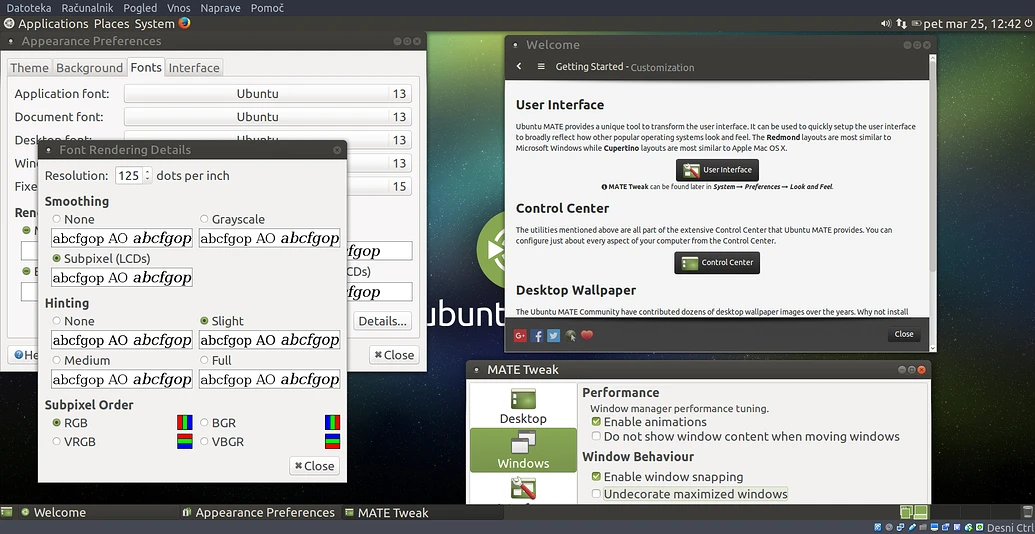 Datoteka Računalnik Pogled Vnos Naprave Pomoč
Applications Places System
pet mar 25, 12:42
Appearance Preferences
Theme Background Fonts Interface
Application font: Ubuntu 13
Document font: Ubuntu 13
Desktop font: Ubuntu 13
13
15
Details...
Close
Font Rendering Details
Resolution: 125 dots per inch
Smoothing
None Grayscale
abcfgop AO abcfgop abcfgop AO abcfgop
Subpixel (LCDs)
abcfgop AO abcfgop
Hinting
None Slight
abcfgop AO abcfgop abcfgop AO abcfgop
Medium Full
abcfgop AO abcfgop abcfgop AO abcfgop
Subpixel Order
RGB BGR
VRGB VBGR
Close
Welcome
Getting Started - Customization
User Interface
Ubuntu MATE provides a unique tool to transform the user interface. It can be used to quickly setup the user interface
to broadly reflect how other popular operating systems look and feel. The Redmond layouts are most similar to
Microsoft Windows while Cupertino layouts are most similar to Apple Mac OS X.
User Interface
MATE Tweak can be found later in System → Preferences → Look and Feel.
Control Center
The utilities mentioned above are all part of the extensive Control Center that Ubuntu MATE provides. You can
configure just about every aspect of your computer from the Control Center.
Control Center
Desktop Wallpaper
The Ubuntu MATE Community have contributed dozens of desktop wallpaper images over the years. Why not install
Close
ubunt
MATE Tweak
Desktop
Windows
Performance
Window manager performance tuning.
Enable animations
Do not show window content when moving windows
Window Behaviour
Enable window snapping
Undecorate maximized windows
Welcome Appearance Preferences MATE Tweak
Desni Ctrl